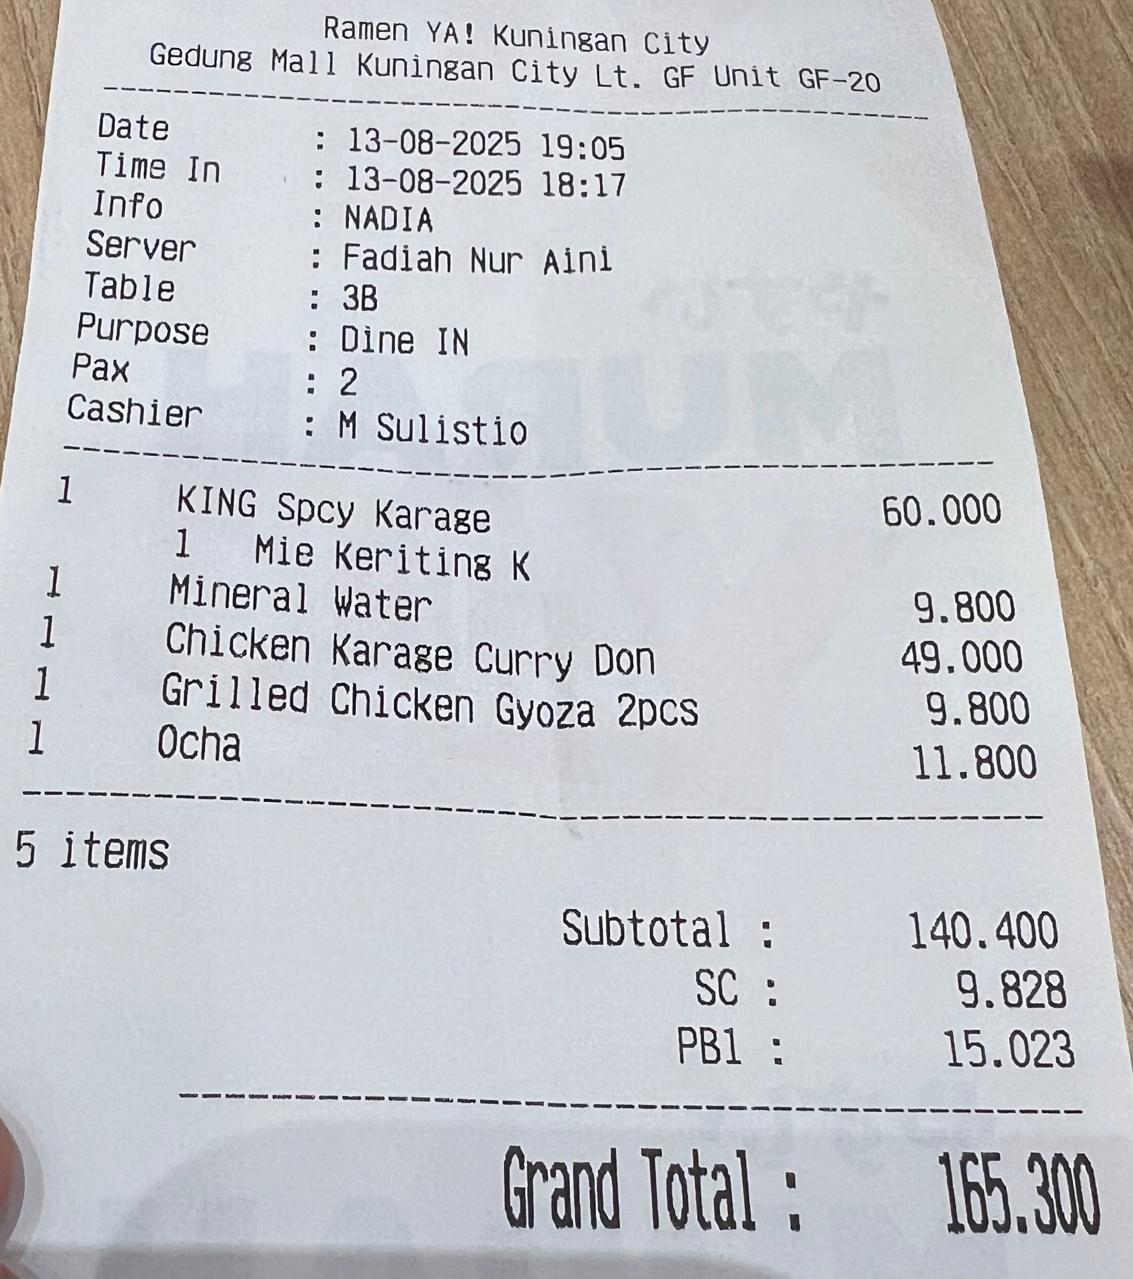 Ramen YA! Kuningan City
Gedung Mall Kuningan City Lt. GF Unit GF-20
Date : 13-08-2025 19:05
Time In : 13-08-2025 18:17
Info : NADIA
Server : Fadiah Nur Aini
Table : 3B
Purpose : Dine IN
Pax : 2
Cashier : M Sulistio
1 KING Spcy Karage 60.000
1 Mie Keriting K
1 Mineral Water 9.800
1 Chicken Karage Curry Don 49.000
1 Grilled Chicken Gyoza 2pcs 9.800
1 Ocha 11.800
5 items
Subtotal : 140.400
SC : 9.828
PB1 : 15.023
Grand Total : 165.300